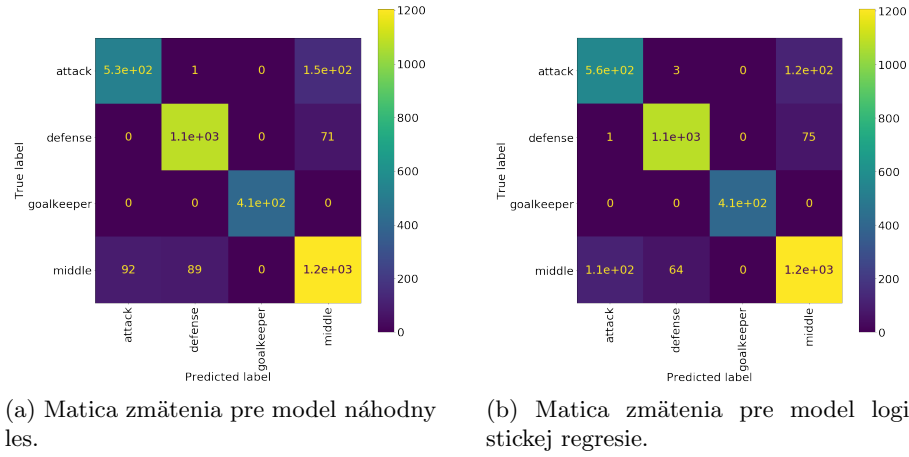 1200
1000
800
600
400
200
0
True label
attack
defense
goalkeeper
middle
5.3e+02 1 0 1.5e+02
0 1.1e+03 0 71
0 0 4.1e+02 0
92 89 0 1.2e+03
attack
defense
goalkeeper
middle
Predicted label
(a) Matica zmätenia pre model náhodny
les.
1200
1000
800
600
400
200
0
True label
attack
defense
goalkeeper
middle
5.6e+02 3 0 1.2e+02
1 1.1e+03 0 75
0 0 4.1e+02 0
1.1e+02 64 0 1.2e+03
attack
defense
goalkeeper
middle
Predicted label
(b) Matica zmätenia pre model logi
stickej regresie.